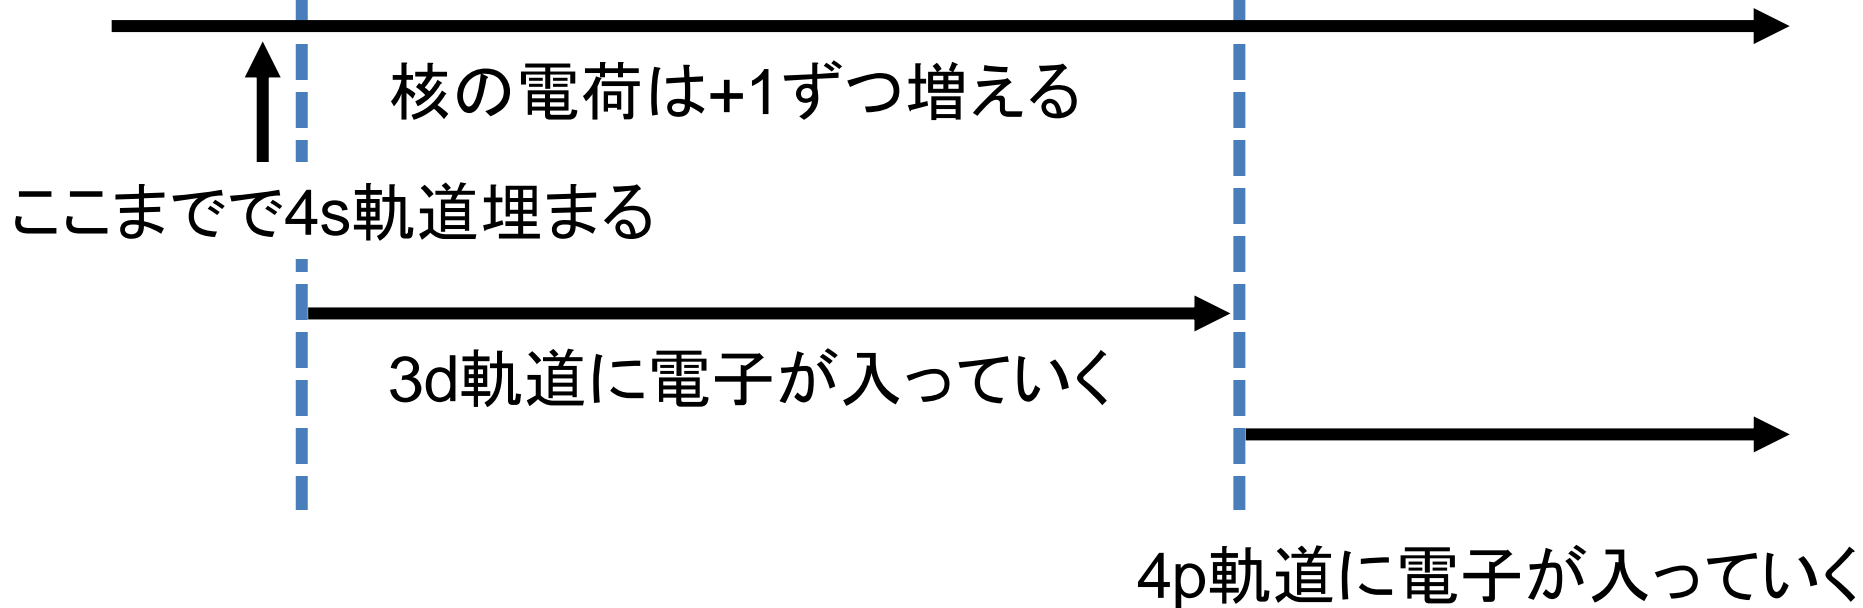 核の電荷は+1ずつ増える
ここまでで4s軌道埋まる
3d軌道に電子が入っていく
4p軌道に電子が入っていく